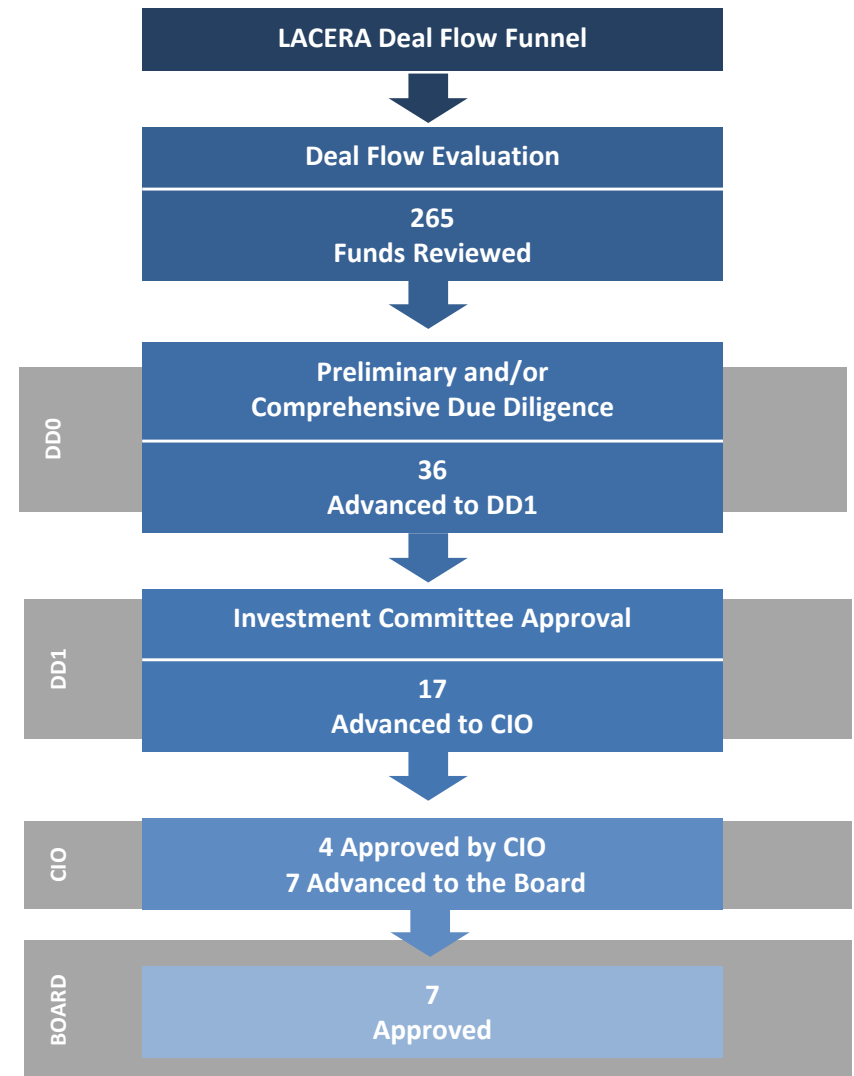 LACERA Deal Flow Funnel
Deal Flow Evaluation
265
Funds Reviewed
DD0
Preliminary and/or
Comprehensive Due Diligence
36
Advanced to DD1
DD1
Investment Committee Approval
17
Advanced to CIO
CIO
4 Approved by CIO
7 Advanced to the Board
BOARD
7
Approved